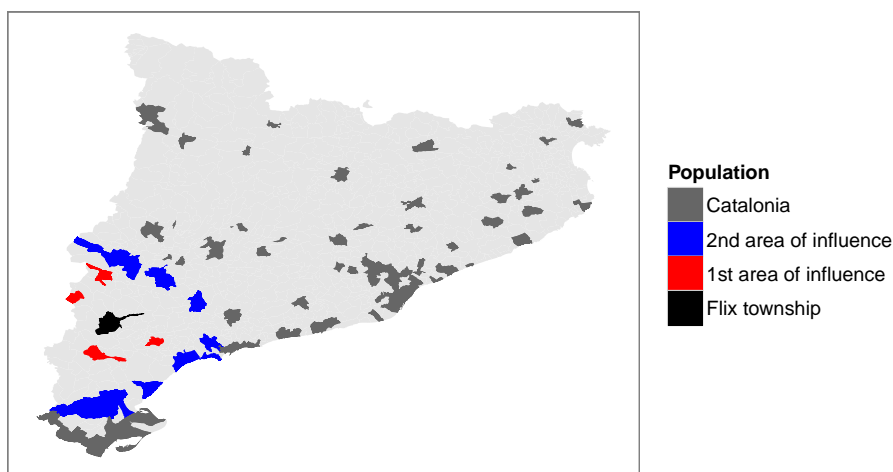 Population
Catalonia
2nd area of influence
1st area of influence
Flix township